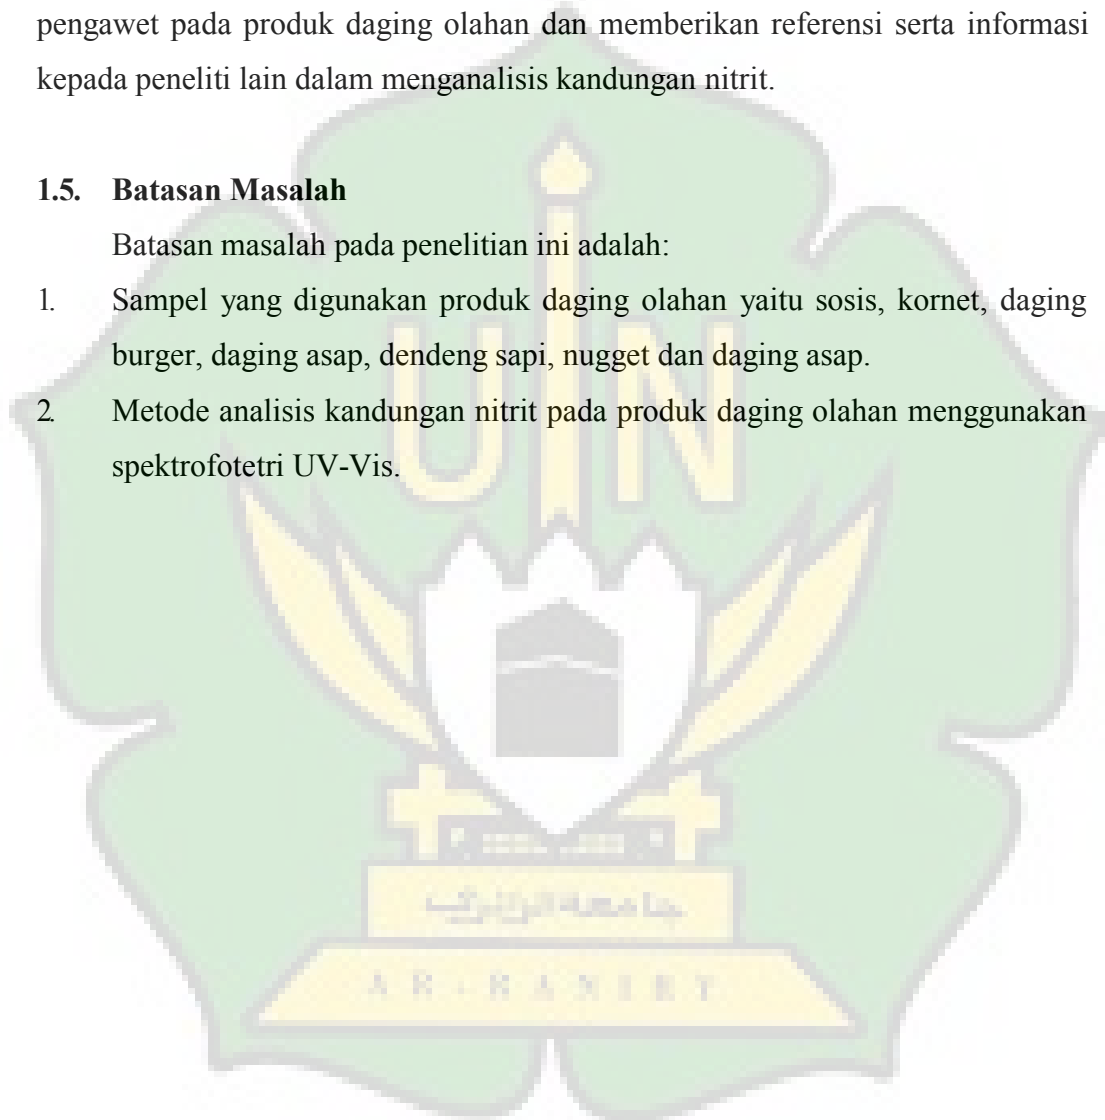 pengawet pada produk daging olahan dan memberikan referensi serta informasi
kepada peneliti lain dalam menganalisis kandungan nitrit.
1.5. Batasan Masalah
Batasan masalah pada penelitian ini adalah:
1. Sampel yang digunakan produk daging olahan yaitu sosis, kornet, daging
burger, daging asap, dendeng sapi, nugget dan daging asap.
2. Metode analisis kandungan nitrit pada produk daging olahan menggunakan
spektrofotetri UV-Vis.
UIN
جامعة الرانيري
AR-RANIRY